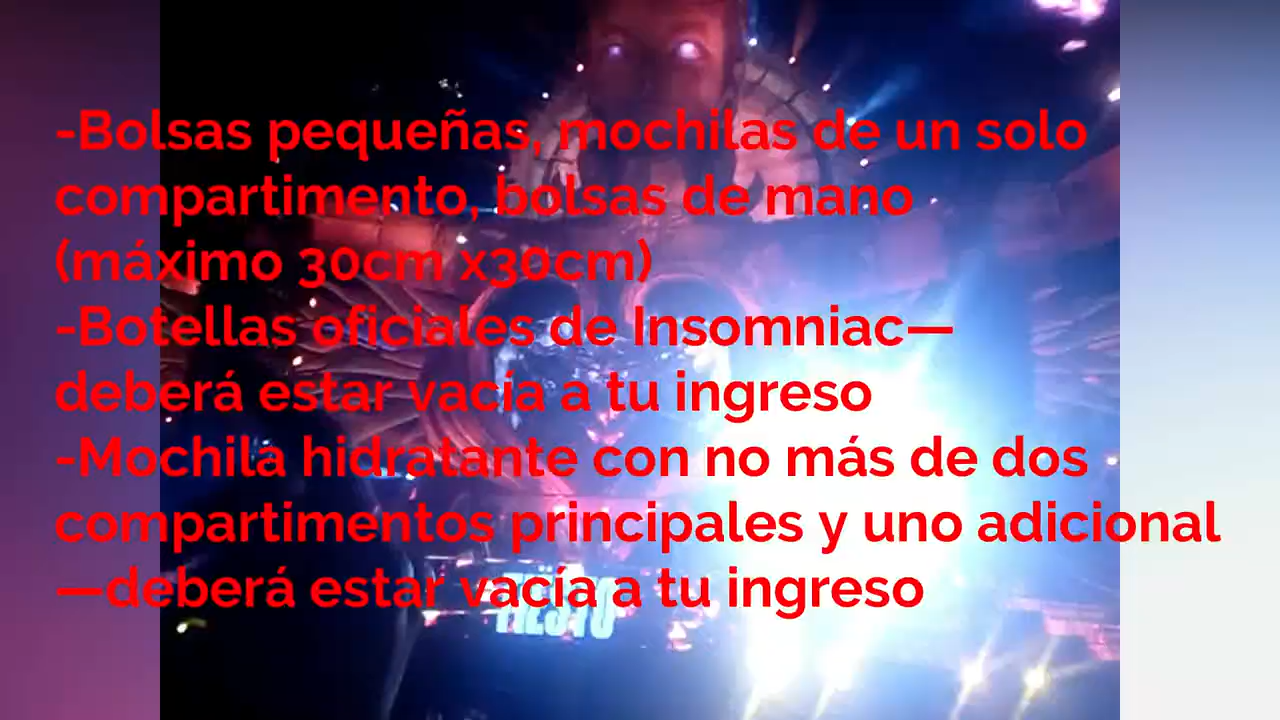 -Bolsas pequeñas, mochilas de un solo
compartimento, bolsas de mano
(máximo 30cm x30cm)
-Botellas oficiales de Insomniac—
deberá estar vacía a tu ingreso
-Mochila hidratante con no más de dos
compartimentos principales y uno adicional
—deberá estar vacía a tu ingreso
TIËSTO